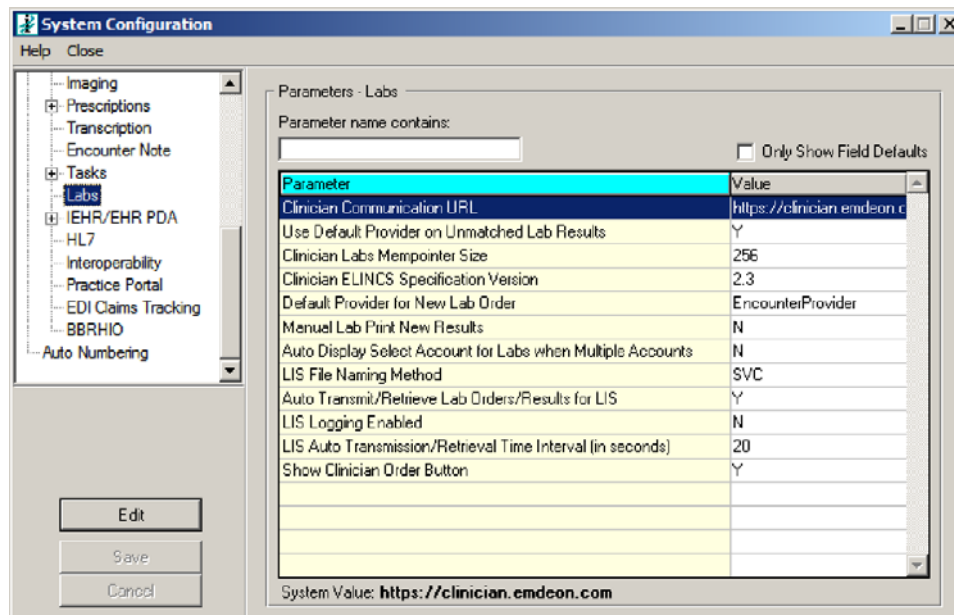 System Configuration
Help Close
Imaging
Prescriptions
Transcription
Encounter Note
Tasks
Labs
IEHR/EHR PDA
HL7
Interoperability
Practice Portal
EDI Claims Tracking
BBRHIO
Auto Numbering
Edit
Save
Cancel
Parameters - Labs
Parameter name contains:
Only Show Field Defaults
Parameter Value
Clinician Communication URL https://clinician.emdeon.c
Use Default Provider on Unmatched Lab Results Y
Clinician Labs Mempointer Size 256
Clinician ELINCS Specification Version 2.3
Default Provider for New Lab Order EncounterProvider
Manual Lab Print New Results N
Auto Display Select Account for Labs when Multiple Accounts N
LIS File Naming Method SVC
Auto Transmit/Retrieve Lab Orders/Results for LIS Y
LIS Logging Enabled N
LIS Auto Transmission/Retrieval Time Interval (in seconds) 20
Show Clinician Order Button Y
System Value: https://clinician.emdeon.com